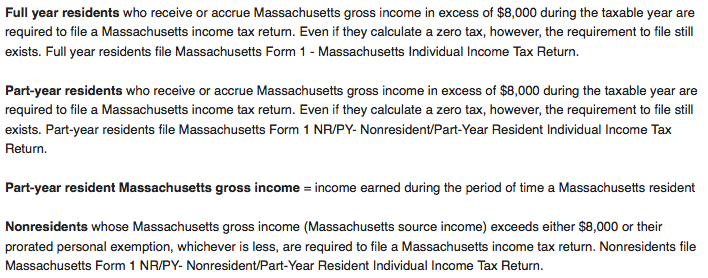 Full year residents who receive or accrue Massachusetts gross income in excess of $8,000 during the taxable year are
required to file a Massachusetts income tax return. Even if they calculate a zero tax, however, the requirement to file still
exists. Full year residents file Massachusetts Form 1 - Massachusetts Individual Income Tax Return.
Part-year residents who receive or accrue Massachusetts gross income in excess of $8,000 during the taxable year are
required to file a Massachusetts income tax return. Even if they calculate a zero tax, however, the requirement to file still
exists. Part-year residents file Massachusetts Form 1 NR/PY- Nonresident/Part-Year Resident Individual Income Tax
Return.
Part-year resident Massachusetts gross income = income earned during the period of time a Massachusetts resident
Nonresidents whose Massachusetts gross income (Massachusetts source income) exceeds either $8,000 or their
prorated personal exemption, whichever is less, are required to file a Massachusetts income tax return. Nonresidents file
Massachusetts Form 1 NR/PY- Nonresident/Part-Year Resident Individual Income Tax Return.